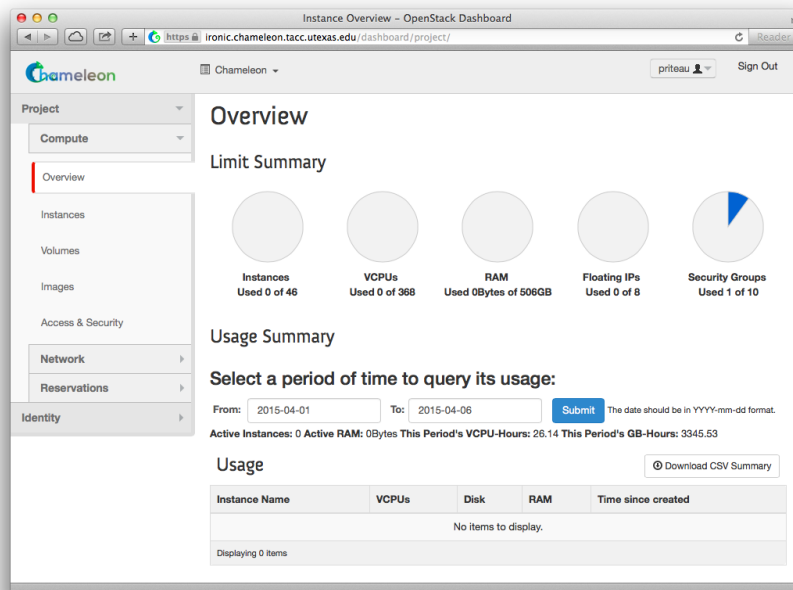 Instance Overview – OpenStack Dashboard
https ironic.chameleon.tacc.utexas.edu/dashboard/project/ Reader
Chameleon Chameleon priteau Sign Out
Project
Compute
Overview
Instances
Volumes
Images
Access & Security
Network
Reservations
Identity
Overview
Limit Summary
Instances VCPUs RAM Floating IPs Security Groups
Used 0 of 46 Used 0 of 368 Used 0Bytes of 506GB Used 0 of 8 Used 1 of 10
Usage Summary
Select a period of time to query its usage:
From: 2015-04-01 To: 2015-04-06 Submit The date should be in YYYY-mm-dd format.
Active Instances: 0 Active RAM: 0Bytes This Period's VCPU-Hours: 26.14 This Period's GB-Hours: 3345.53
Usage Download CSV Summary
Instance Name VCPUs Disk RAM Time since created
No items to display.
Displaying 0 items